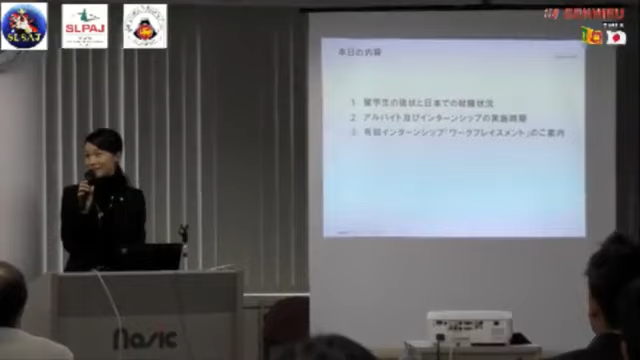 SLSAJ
SLPAJ
本日の内容
1. 留学生の現状と日本での就職状況
2. アルバイト及びインターンシップの実施時期
3. 有給インターンシップ「ワークプレイスメント」のご案内
nasic